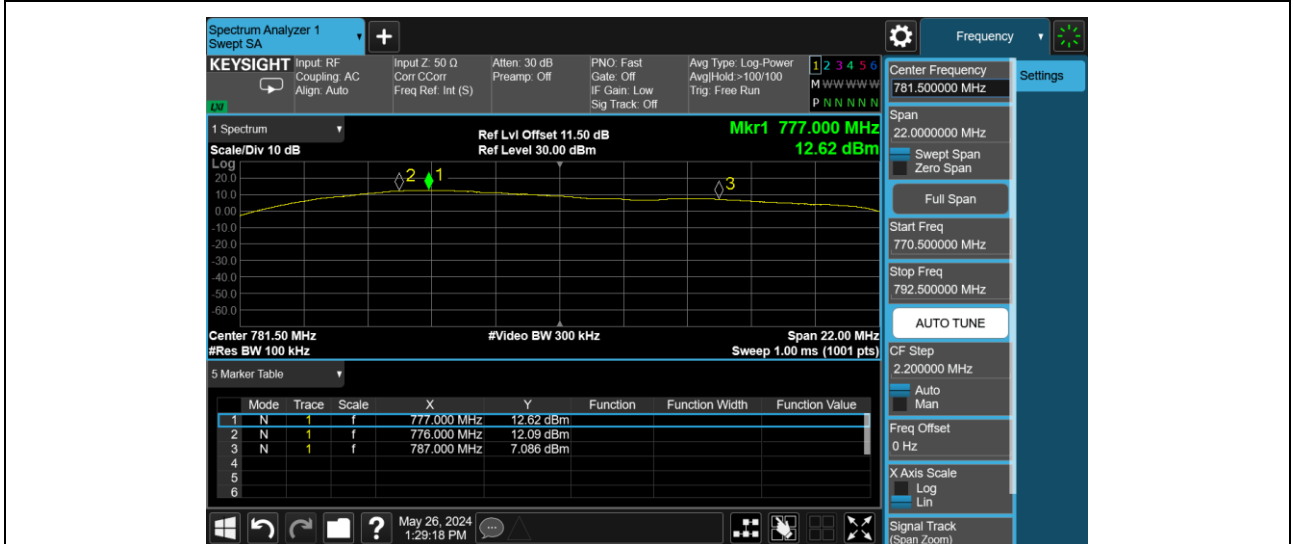 Spectrum Analyzer 1
Swept SA
+
Frequency
KEYSIGHT
Input: RF
Coupling: AC
Align: Auto
Input Z: 50 Ω
Corr CCorr
Freq Ref: Int (S)
Atten: 30 dB
Preamp: Off
PNO: Fast
Gate: Off
IF Gain: Low
Sig Track: Off
Avg Type: Log-Power
Avg|Hold:>100/100
Trig: Free Run
1 2 3 4 5 6
M W W W W W
P N N N N N
LXI
Center Frequency
781.500000 MHz
Settings
Span
22.0000000 MHz
Swept Span
Zero Span
Full Span
Start Freq
770.500000 MHz
Stop Freq
792.500000 MHz
AUTO TUNE
CF Step
2.200000 MHz
Auto
Man
Freq Offset
0 Hz
X Axis Scale
Log
Lin
Signal Track
(Span Zoom)
1 Spectrum
Scale/Div 10 dB
Ref Lvl Offset 11.50 dB
Ref Level 30.00 dBm
Mkr1 777.000 MHz
12.62 dBm
Log
20.0
10.0
0.00
-10.0
-20.0
-30.0
-40.0
-50.0
-60.0
2 1
3
Center 781.50 MHz
#Res BW 100 kHz
#Video BW 300 kHz
Span 22.00 MHz
Sweep 1.00 ms (1001 pts)
5 Marker Table
Mode Trace Scale X Y Function Function Width Function Value
1 N 1 f 777.000 MHz 12.62 dBm
2 N 1 f 776.000 MHz 12.09 dBm
3 N 1 f 787.000 MHz 7.086 dBm
4
5
6
?
May 26, 2024
1:29:18 PM